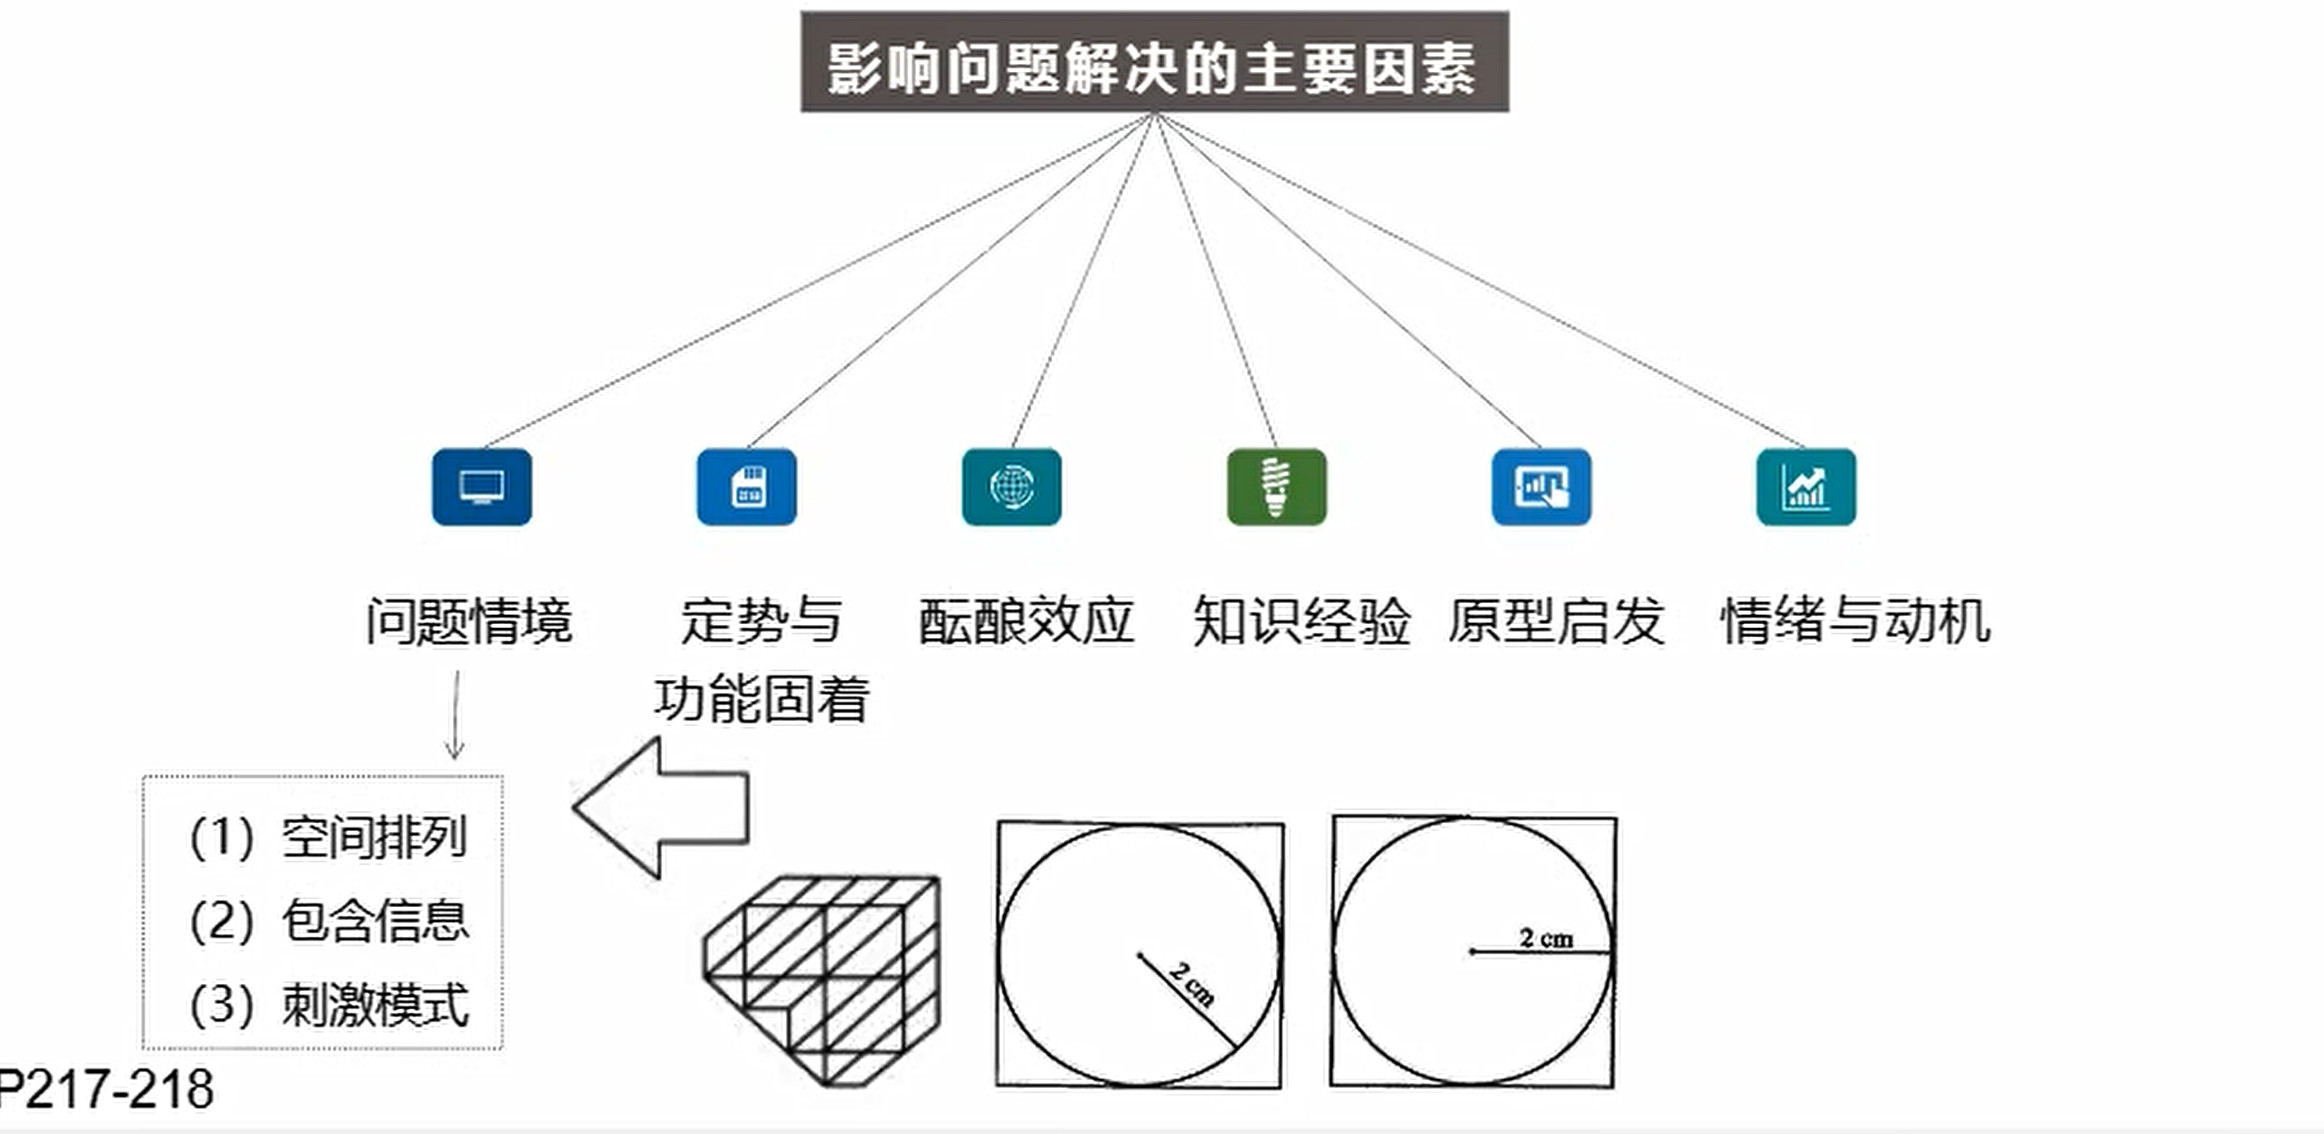 影响问题解决的主要因素
问题情境
定势与
功能固着
酝酿效应
知识经验
原型启发
情绪与动机
（1）空间排列
（2）包含信息
（3）刺激模式
2 cm
2 cm
P217-218